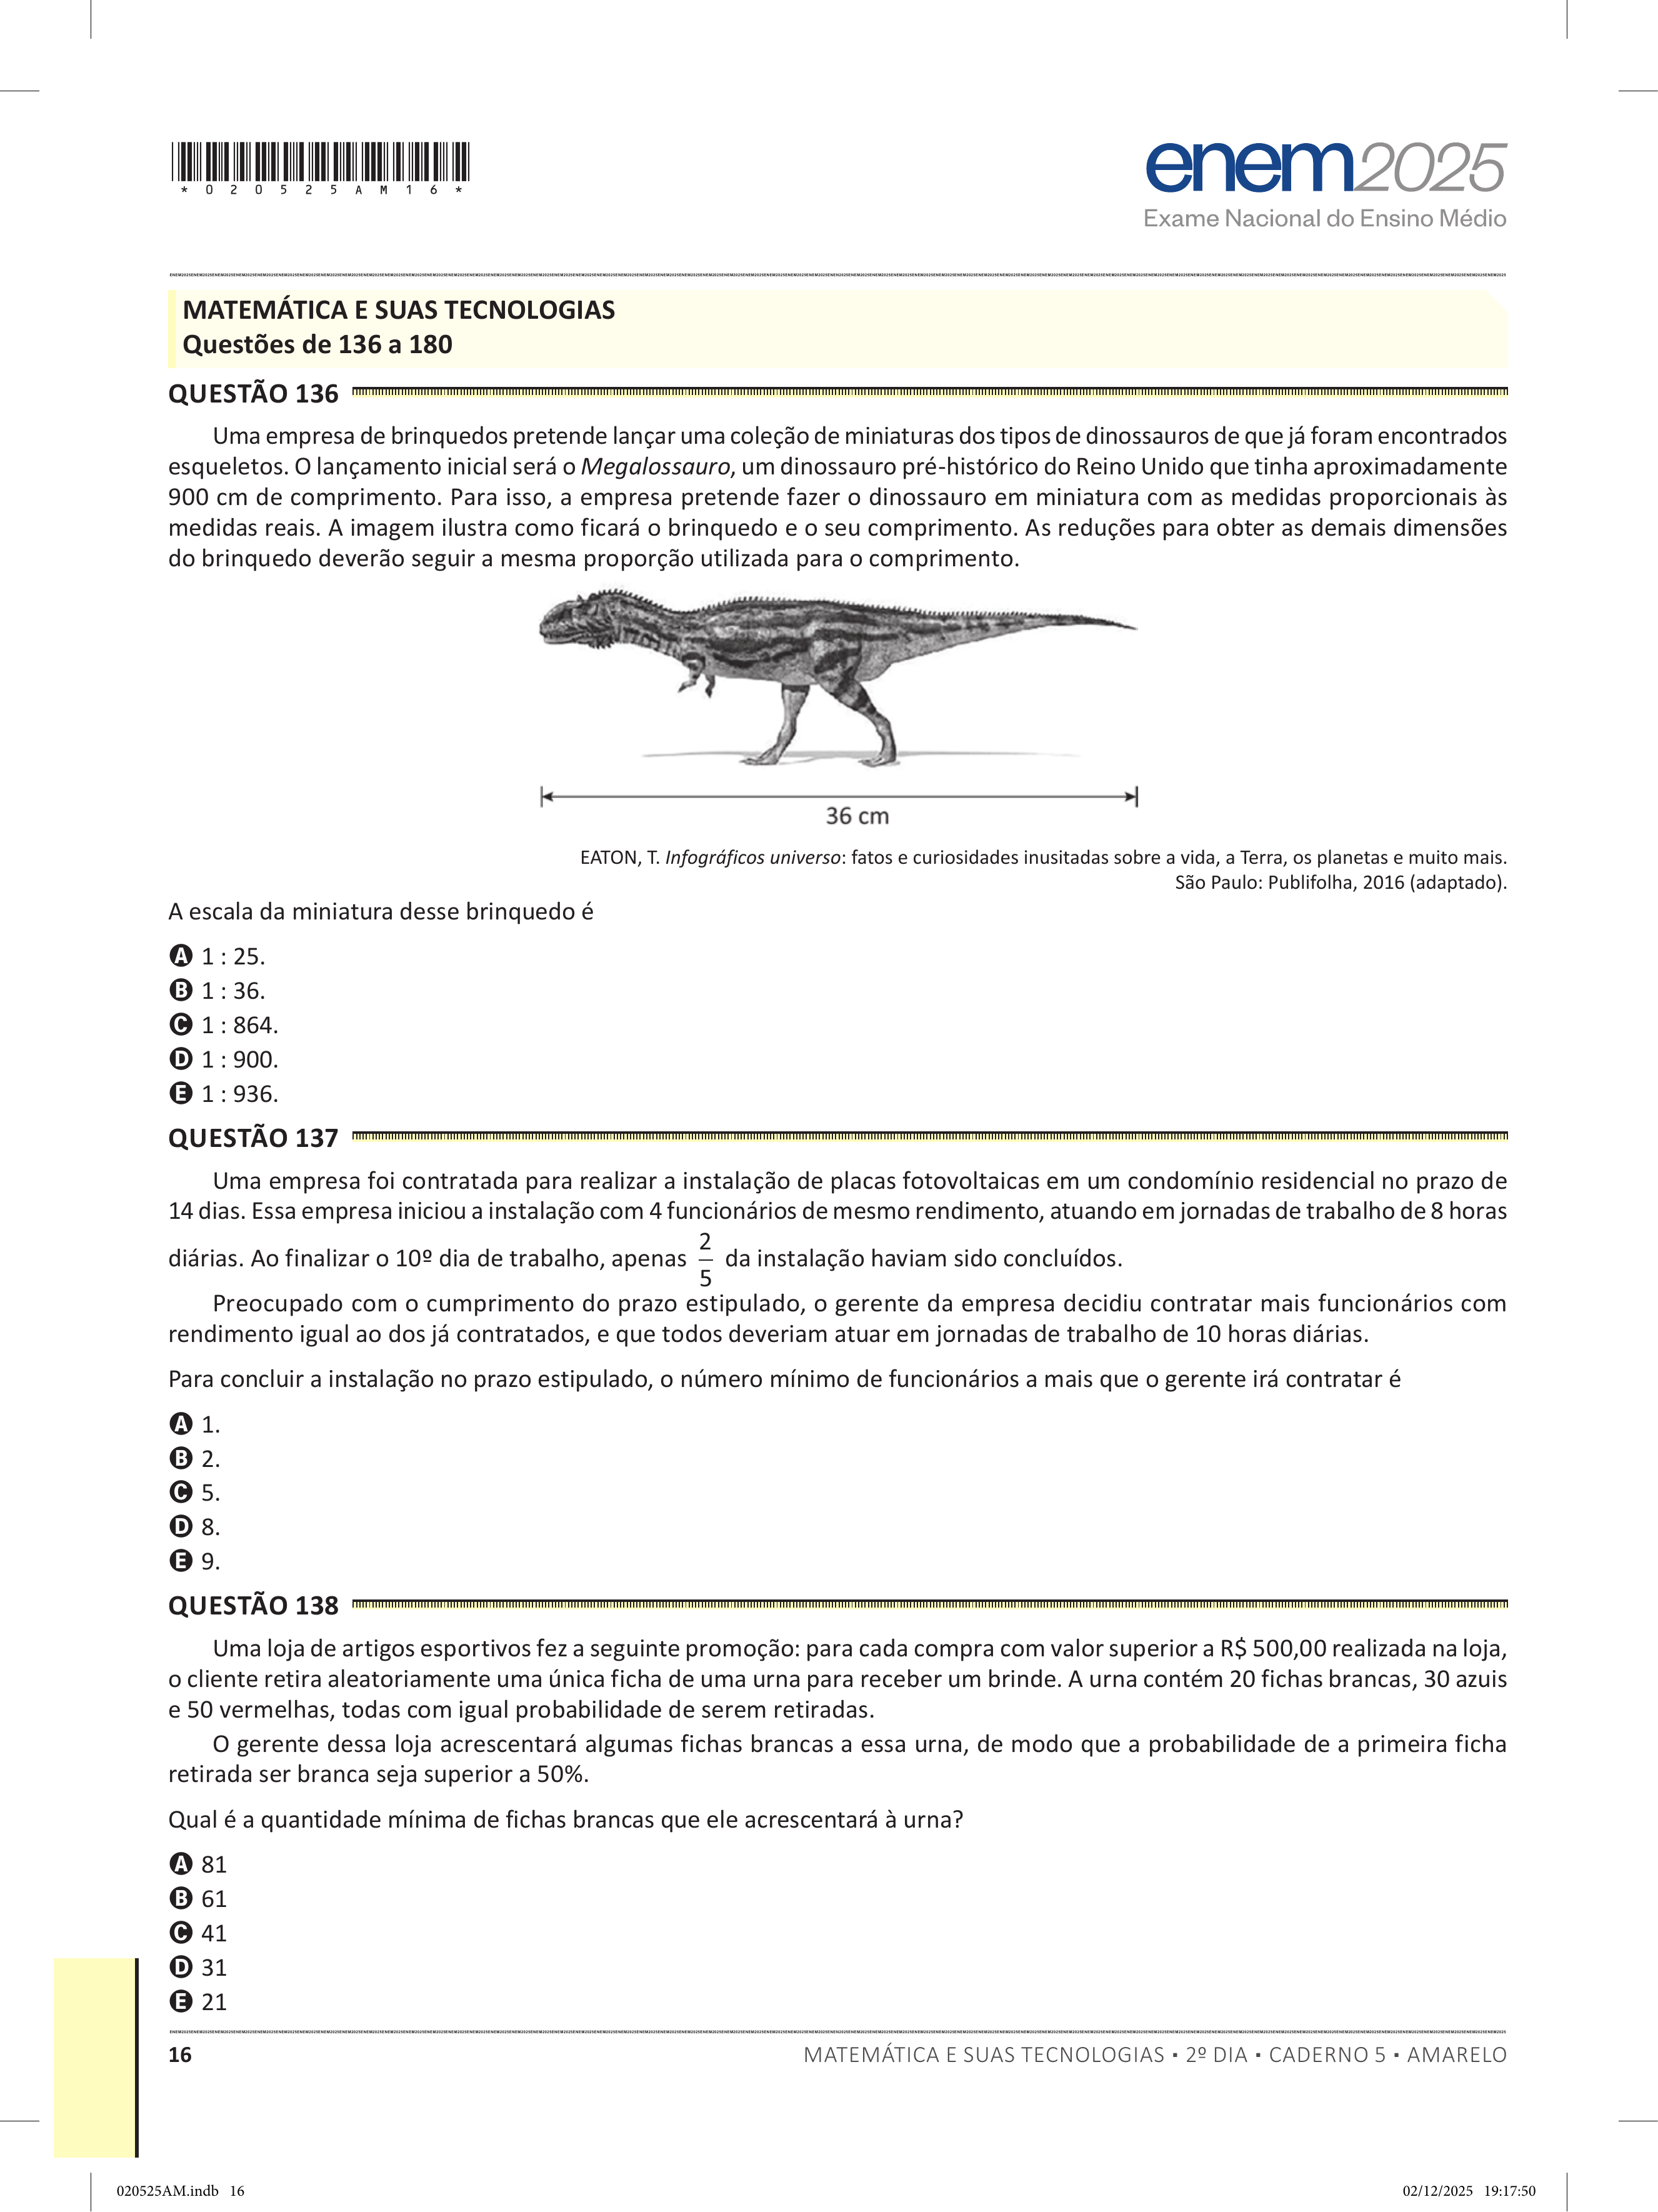 * 0 2 0 5 2 5 A M 1 6 *
enem2025
Exame Nacional do Ensino Médio
MATEMÁTICA E SUAS TECNOLOGIAS
Questões de 136 a 180
QUESTÃO 136
Uma empresa de brinquedos pretende lançar uma coleção de miniaturas dos tipos de dinossauros de que já foram encontrados
esqueletos. O lançamento inicial será o Megalossauro, um dinossauro pré-histórico do Reino Unido que tinha aproximadamente
900 cm de comprimento. Para isso, a empresa pretende fazer o dinossauro em miniatura com as medidas proporcionais às
medidas reais. A imagem ilustra como ficará o brinquedo e o seu comprimento. As reduções para obter as demais dimensões
do brinquedo deverão seguir a mesma proporção utilizada para o comprimento.
36 cm
EATON, T. Infográficos universo: fatos e curiosidades inusitadas sobre a vida, a Terra, os planetas e muito mais.
São Paulo: Publifolha, 2016 (adaptado).
A escala da miniatura desse brinquedo é
A 1 : 25.
B 1 : 36.
C 1 : 864.
D 1 : 900.
E 1 : 936.
QUESTÃO 137
Uma empresa foi contratada para realizar a instalação de placas fotovoltaicas em um condomínio residencial no prazo de
14 dias. Essa empresa iniciou a instalação com 4 funcionários de mesmo rendimento, atuando em jornadas de trabalho de 8 horas
diárias. Ao finalizar o 10º dia de trabalho, apenas 2/5 da instalação haviam sido concluídos.
Preocupado com o cumprimento do prazo estipulado, o gerente da empresa decidiu contratar mais funcionários com
rendimento igual ao dos já contratados, e que todos deveriam atuar em jornadas de trabalho de 10 horas diárias.
Para concluir a instalação no prazo estipulado, o número mínimo de funcionários a mais que o gerente irá contratar é
A 1.
B 2.
C 5.
D 8.
E 9.
QUESTÃO 138
Uma loja de artigos esportivos fez a seguinte promoção: para cada compra com valor superior a R$ 500,00 realizada na loja,
o cliente retira aleatoriamente uma única ficha de uma urna para receber um brinde. A urna contém 20 fichas brancas, 30 azuis
e 50 vermelhas, todas com igual probabilidade de serem retiradas.
O gerente dessa loja acrescentará algumas fichas brancas a essa urna, de modo que a probabilidade de a primeira ficha
retirada ser branca seja superior a 50%.
Qual é a quantidade mínima de fichas brancas que ele acrescentará à urna?
A 81
B 61
C 41
D 31
E 21
16
MATEMÁTICA E SUAS TECNOLOGIAS ▪ 2º DIA ▪ CADERNO 5 ▪ AMARELO
020525AM.indb 16
02/12/2025 19:17:50